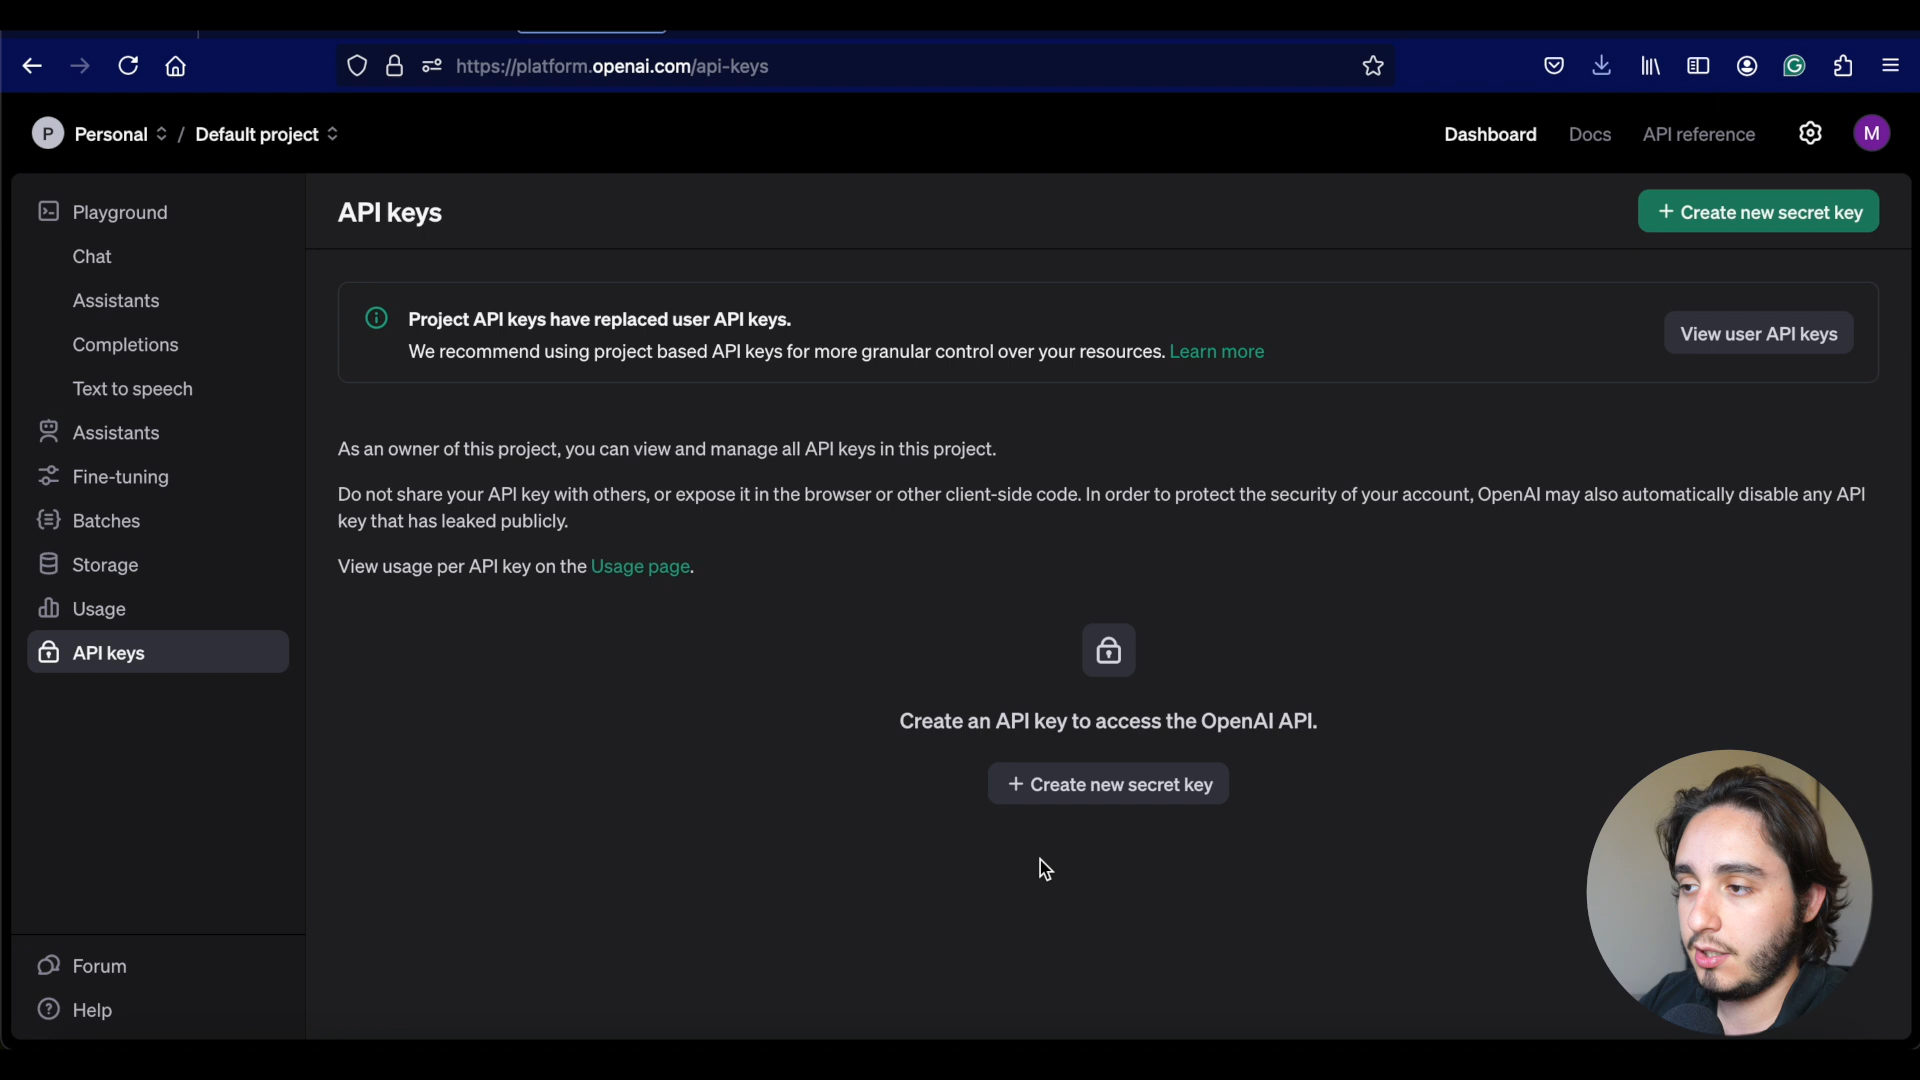 https://platform.openai.com/api-keys
P Personal / Default project
Dashboard Docs API reference M
Playground
Chat
Assistants
Completions
Text to speech
Assistants
Fine-tuning
Batches
Storage
Usage
API keys
Forum
Help
API keys
+ Create new secret key
Project API keys have replaced user API keys.
We recommend using project based API keys for more granular control over your resources. Learn more
View user API keys
As an owner of this project, you can view and manage all API keys in this project.
Do not share your API key with others, or expose it in the browser or other client-side code. In order to protect the security of your account, OpenAI may also automatically disable any API
key that has leaked publicly.
View usage per API key on the Usage page.
Create an API key to access the OpenAI API.
+ Create new secret key